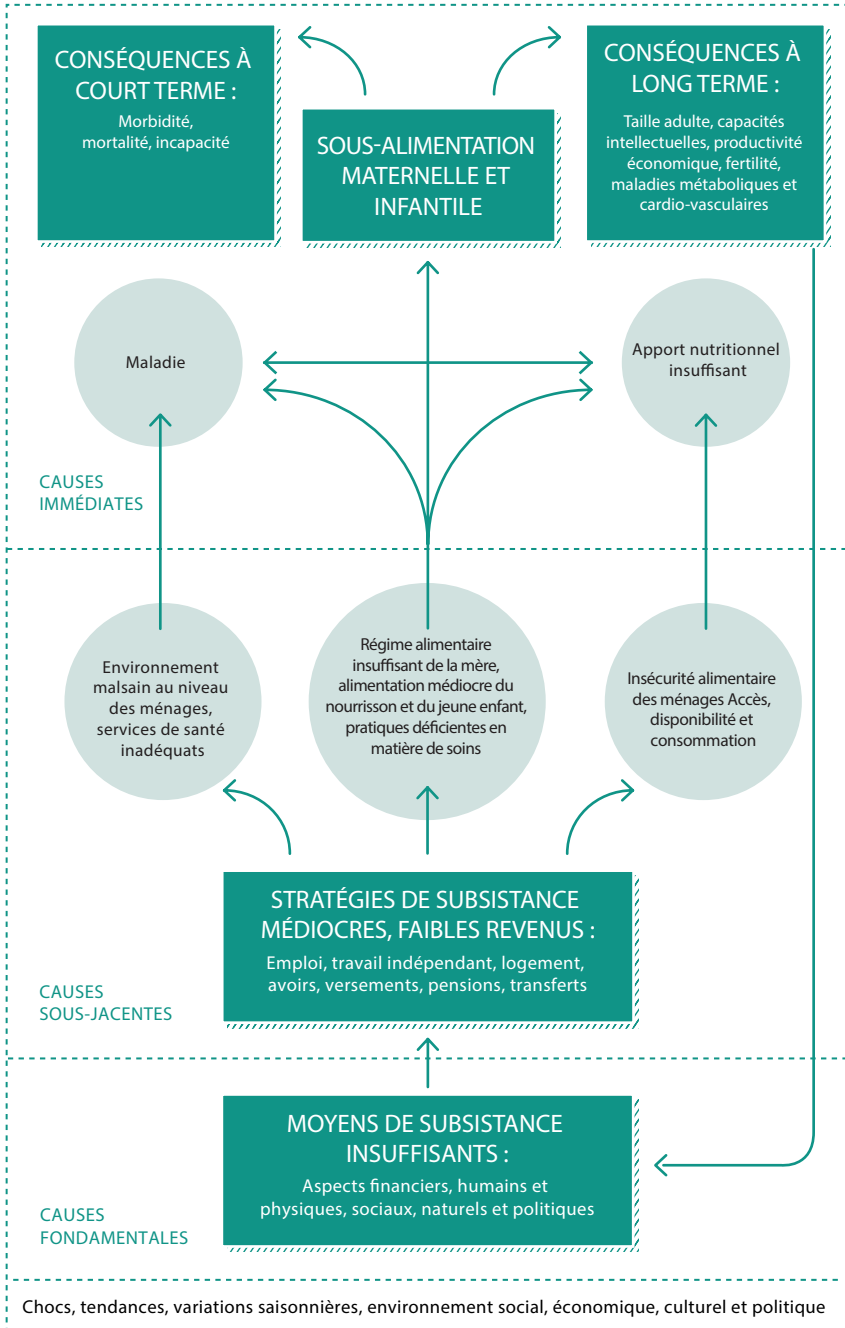 CONSÉQUENCES À
COURT TERME :
Morbidité,
mortalité, incapacité
SOUS-ALIMENTATION
MATERNELLE ET
INFANTILE
CONSÉQUENCES À
LONG TERME :
Taille adulte, capacités
intellectuelles, productivité
économique, fertilité,
maladies métaboliques et
cardio-vasculaires
Maladie
Apport nutritionnel
insuffisant
CAUSES
IMMÉDIATES
Environnement
malsain au niveau
des ménages,
services de santé
inadéquats
Régime alimentaire
insuffisant de la mère,
alimentation médiocre du
nourrisson et du jeune enfant,
pratiques déficientes en
matière de soins
Insécurité alimentaire
des ménages Accès,
disponibilité et
consommation
STRATÉGIES DE SUBSISTANCE
MÉDIOCRES, FAIBLES REVENUS :
Emploi, travail indépendant, logement,
avoirs, versements, pensions, transferts
CAUSES
SOUS-JACENTES
MOYENS DE SUBSISTANCE
INSUFFISANTS :
Aspects financiers, humains et
physiques, sociaux, naturels et politiques
CAUSES
FONDAMENTALES
Chocs, tendances, variations saisonnières, environnement social, économique, culturel et politique